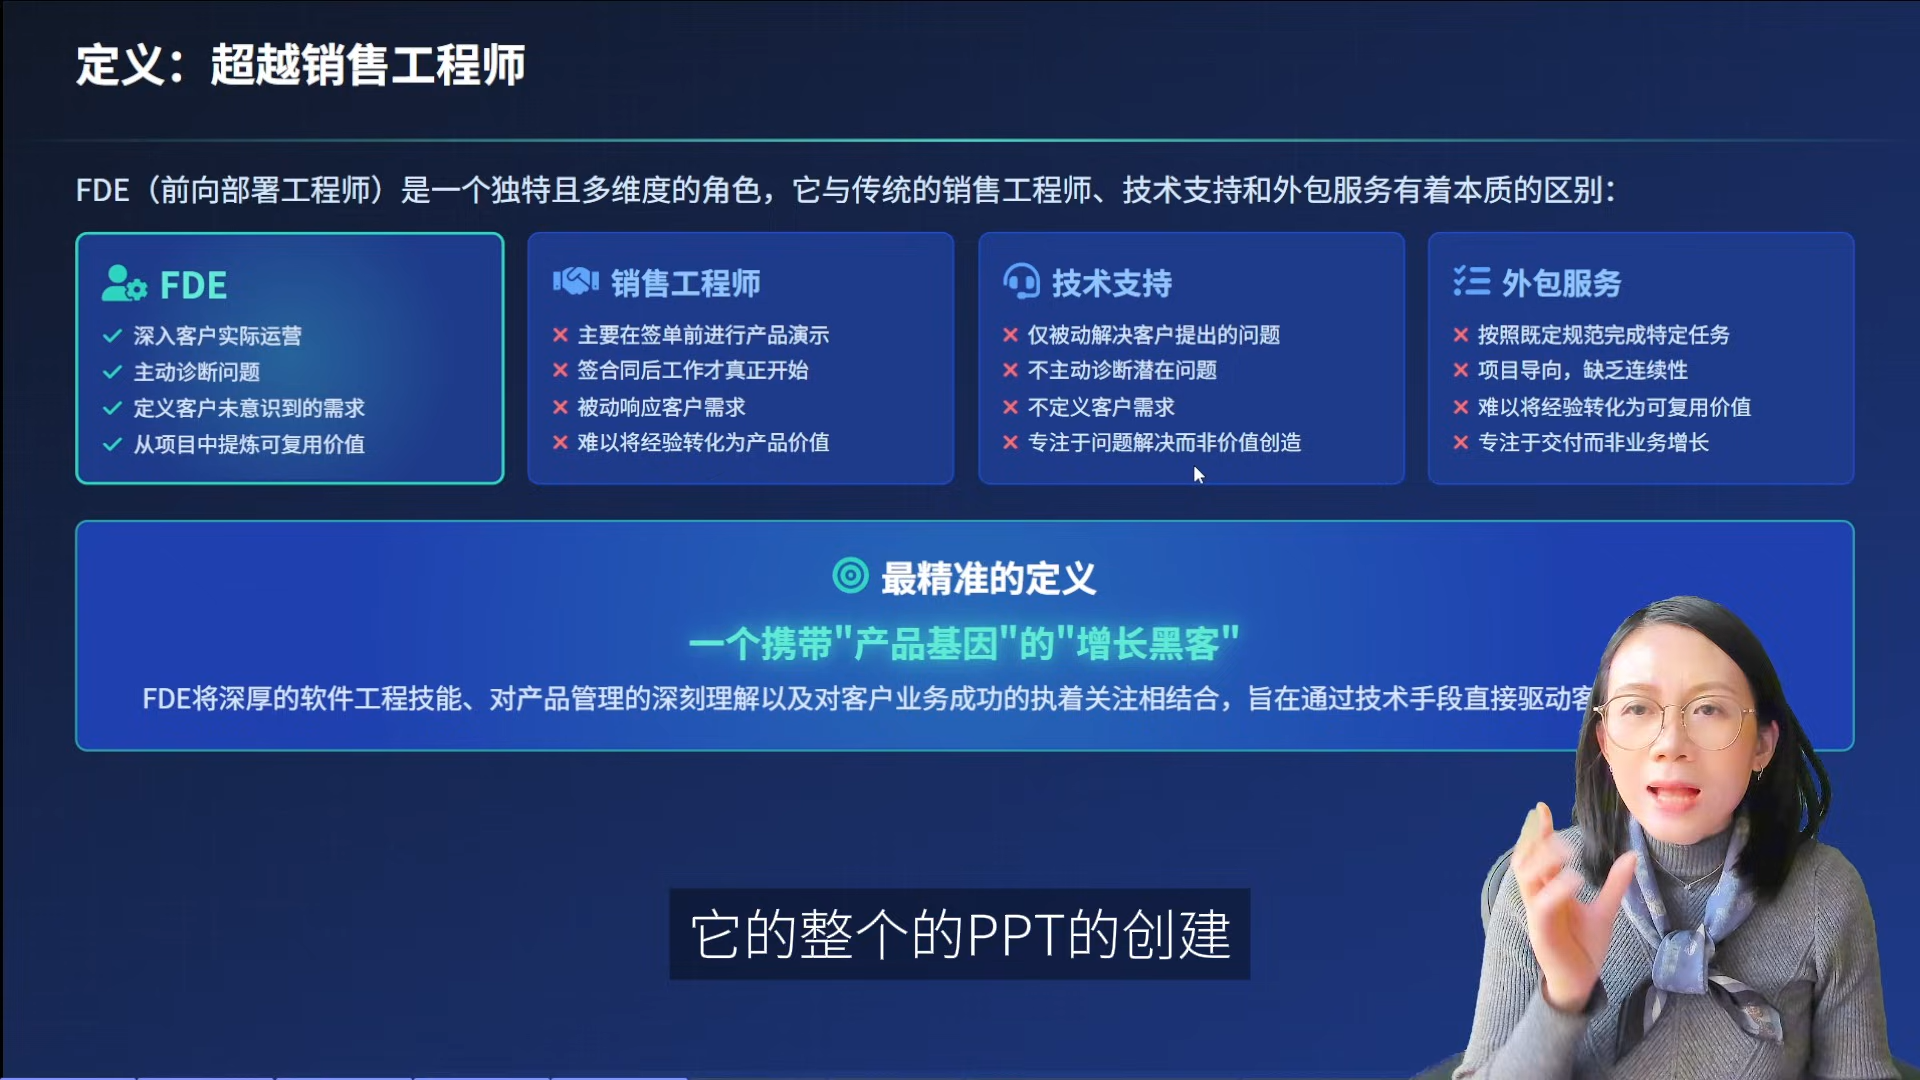 定义：超越销售工程师
FDE（前向部署工程师）是一个独特且多维度的角色，它与传统的销售工程师、技术支持和外包服务有着本质的区别：
FDE
深入客户实际运营
主动诊断问题
定义客户未意识到的需求
从项目中提炼可复用价值
销售工程师
主要在签单前进行产品演示
签合同后工作才真正开始
被动响应客户需求
难以将经验转化为产品价值
技术支持
仅被动解决客户提出的问题
不主动诊断潜在问题
不定义客户需求
专注于问题解决而非价值创造
外包服务
按照既定规范完成特定任务
项目导向，缺乏连续性
难以将经验转化为可复用价值
专注于交付而非业务增长
最精准的定义
一个携带"产品基因"的"增长黑客"
FDE将深厚的软件工程技能、对产品管理的深刻理解以及对客户业务成功的执着关注相结合，旨在通过技术手段直接驱动客
它的整个的PPT的创建